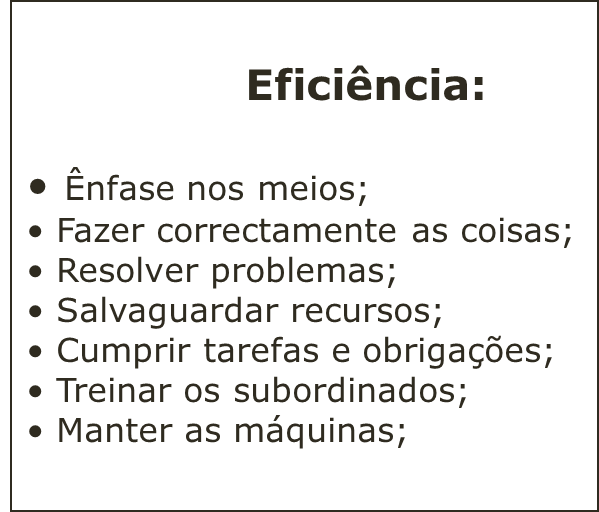 Eficiência:
• Ênfase nos meios;
• Fazer correctamente as coisas;
• Resolver problemas;
• Salvaguardar recursos;
• Cumprir tarefas e obrigações;
• Treinar os subordinados;
• Manter as máquinas;